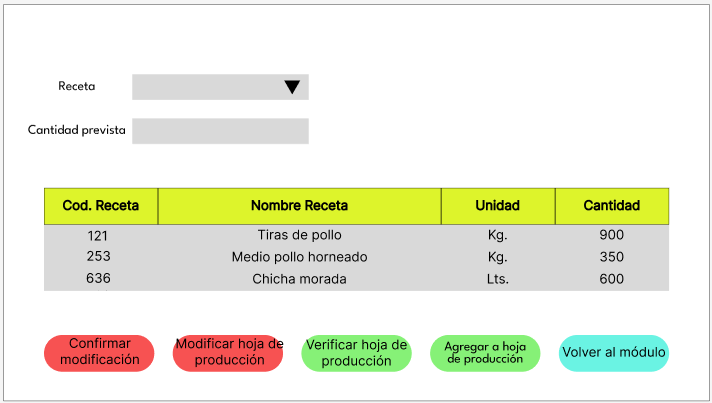 Receta
Cantidad prevista
Cod. Receta Nombre Receta Unidad Cantidad
121 Tiras de pollo Kg. 900
253 Medio pollo horneado Kg. 350
636 Chicha morada Lts. 600
Confirmar
modificación
Modificar hoja de
producción
Verificar hoja de
producción
Agregar a hoja
de producción
Volver al módulo